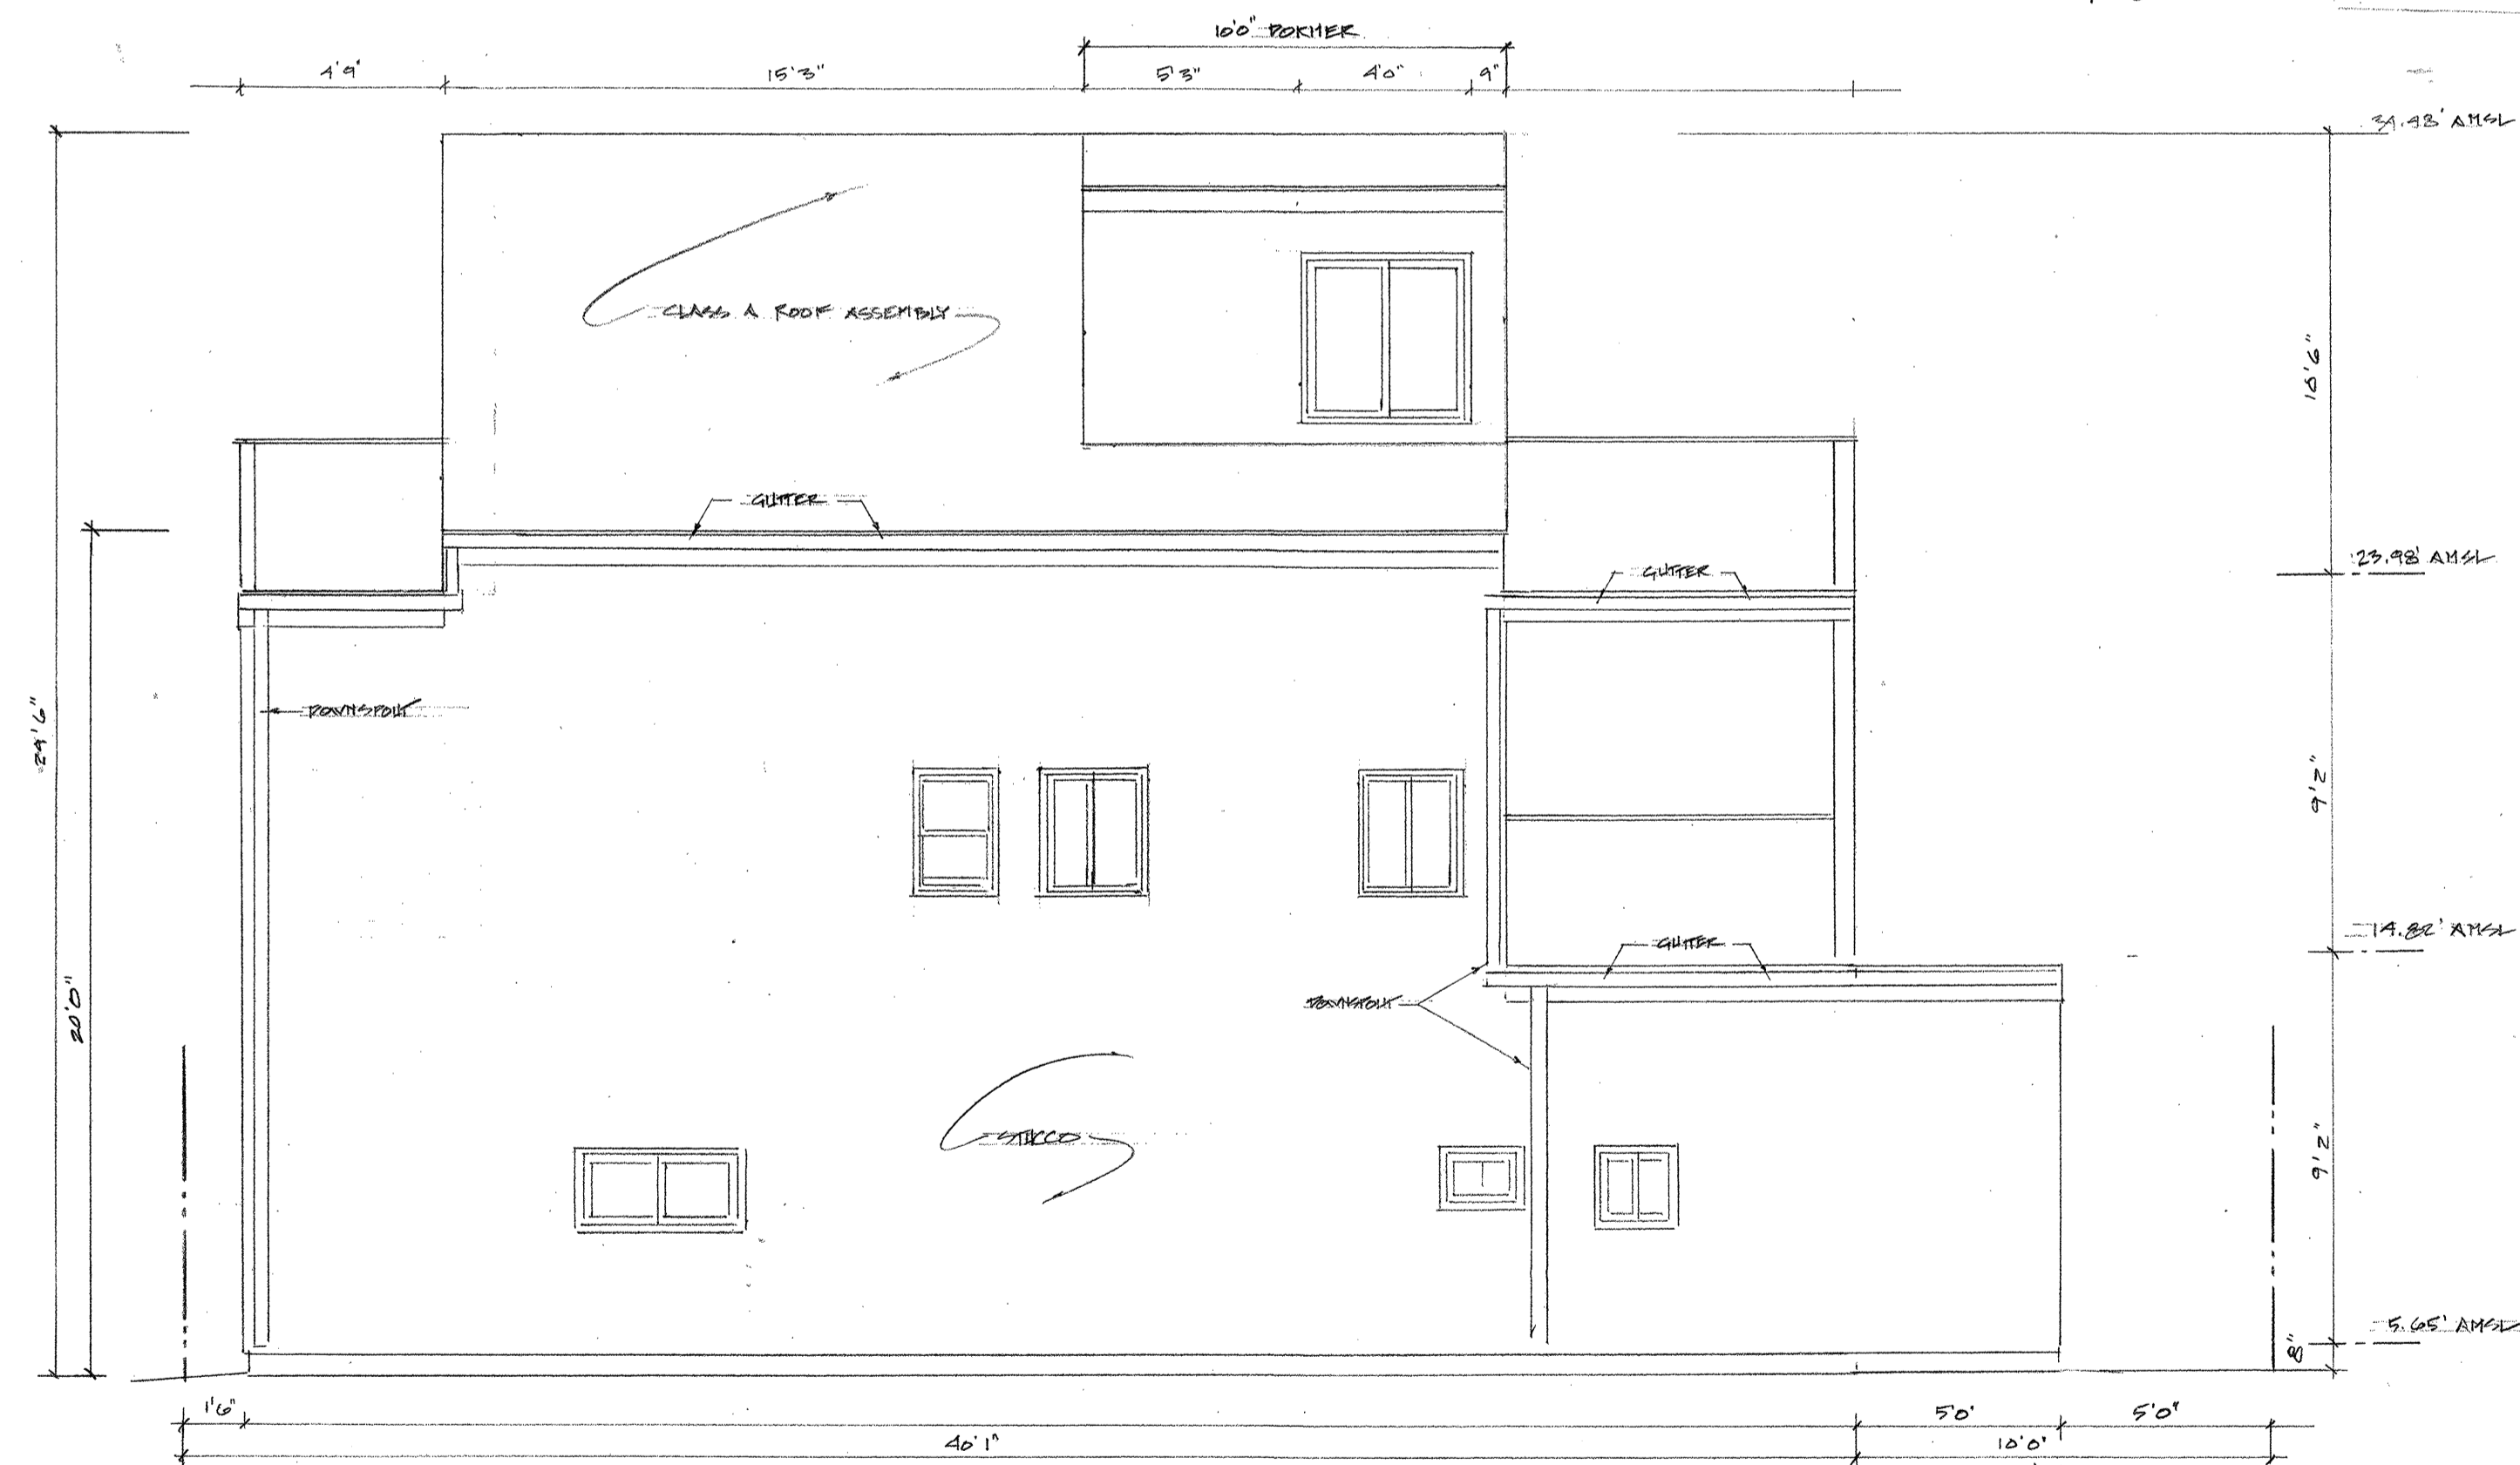 10'0" DORMER
4'9"
15'3"
5'3"
4'0"
9"
34.48' AMSL
CLASS A ROOF ASSEMBLY
10'6"
GUTTER
23.98' AMSL
GUTTER
DOWNSPOUT
29'6"
9'2"
14.82' AMSL
GUTTER
20'0"
DOWNSPOUT
STUCCO
9'2"
5.65' AMSL
8"
1'6"
5'0"
5'0"
40'1"
10'0"